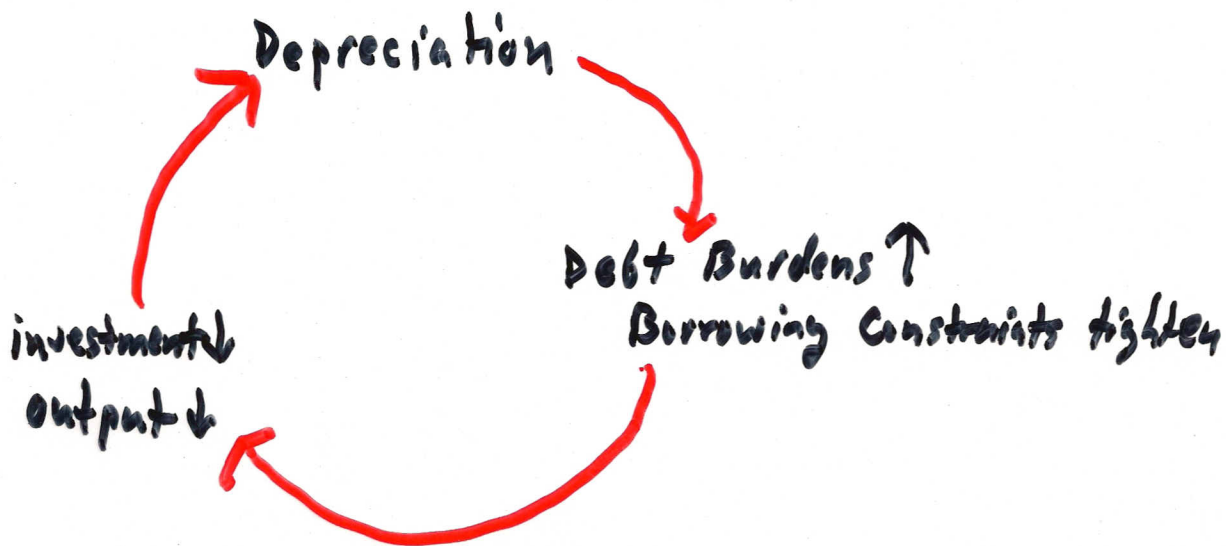 Depreciation
Debt Burdens ↑
Borrowing Constraints tighten
investment↓
output↓